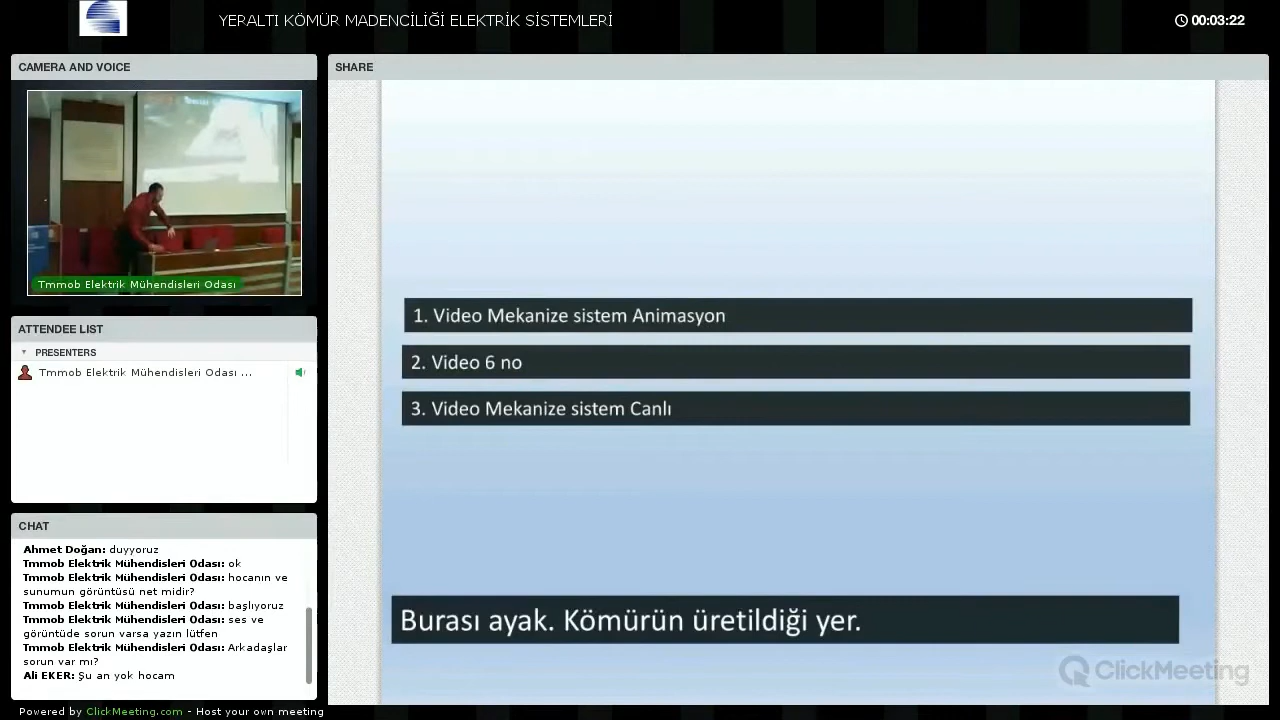 YERALTI KÖMÜR MADENCİLİĞİ ELEKTRİK SİSTEMLERİ
00:03:22
CAMERA AND VOICE
Tmmob Elektrik Mühendisleri Odası
ATTENDEE LIST
PRESENTERS
Tmmob Elektrik Mühendisleri Odası ...
CHAT
Ahmet Doğan: duyyoruz
Tmmob Elektrik Mühendisleri Odası: ok
Tmmob Elektrik Mühendisleri Odası: hocanın ve
sunumun görüntüsü net midir?
Tmmob Elektrik Mühendisleri Odası: başlıyoruz
Tmmob Elektrik Mühendisleri Odası: ses ve
görüntüde sorun varsa yazın lütfen
Tmmob Elektrik Mühendisleri Odası: Arkadaşlar
sorun var mı?
Ali EKER: Şu an yok hocam
Powered by ClickMeeting.com - Host your own meeting
SHARE
1. Video Mekanize sistem Animasyon
2. Video 6 no
3. Video Mekanize sistem Canlı
Burası ayak. Kömürün üretildiği yer.
ClickMeeting